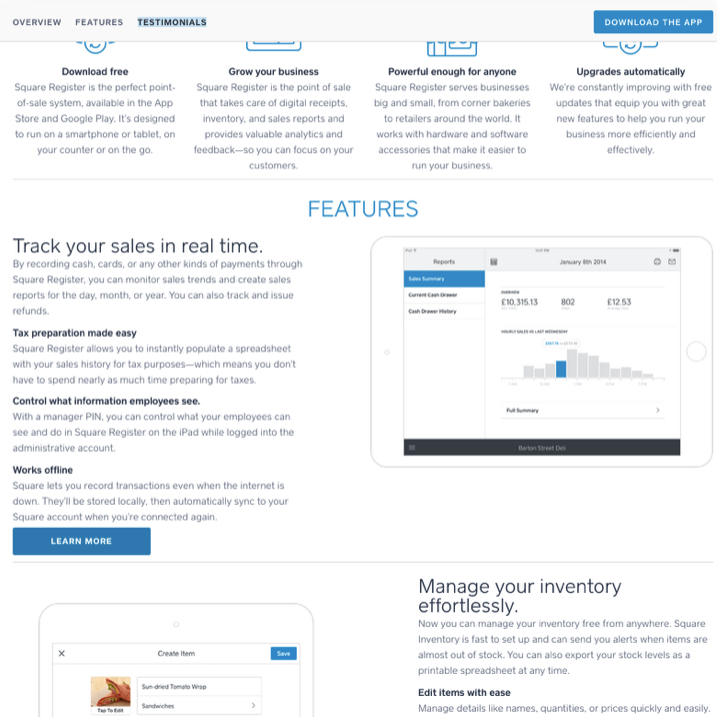 OVERVIEW FEATURES TESTIMONIALS DOWNLOAD THE APP
Download free
Square Register is the perfect point-
of-sale system, available in the App
Store and Google Play. It's designed
to run on a smartphone or tablet, on
your counter or on the go.
Grow your business
Square Register is the point of sale
that takes care of digital receipts,
inventory, and sales reports and
provides valuable analytics and
feedback—so you can focus on your
customers.
Powerful enough for anyone
Square Register serves businesses
big and small, from corner bakeries
to retailers around the world. It
works with hardware and software
accessories that make it easier to
run your business.
Upgrades automatically
We're constantly improving with free
updates that equip you with great
new features to help you run your
business more efficiently and
effectively.
FEATURES
Track your sales in real time.
By recording cash, cards, or any other kinds of payments through
Square Register, you can monitor sales trends and create sales
reports for the day, month, or year. You can also track and issue
refunds.
Tax preparation made easy
Square Register allows you to instantly populate a spreadsheet
with your sales history for tax purposes—which means you don't
have to spend nearly as much time preparing for taxes.
Control what information employees see.
With a manager PIN, you can control what your employees can
see and do in Square Register on the iPad while logged into the
administrative account.
Works offline
Square lets you record transactions even when the internet is
down. They'll be stored locally, then automatically sync to your
Square account when you're connected again.
LEARN MORE
Reports
January 8th 2014
Sales Summary
Current Cash Drawer
Cash Drawer History
OVERVIEW
£10,315.13 802 £12.53
HOURLY SALES VS LAST WEDNESDAY
Full Summary
Barton Street Deli
Create Item
Save
Tap To Edit
Sun-dried Tomato Wrap
Sandwiches
Manage your inventory
effortlessly.
Now you can manage your inventory free from anywhere. Square
Inventory is fast to set up and can send you alerts when items are
almost out of stock. You can also export your stock levels as a
printable spreadsheet at any time.
Edit items with ease
Manage details like names, quantities, or prices quickly and easily.